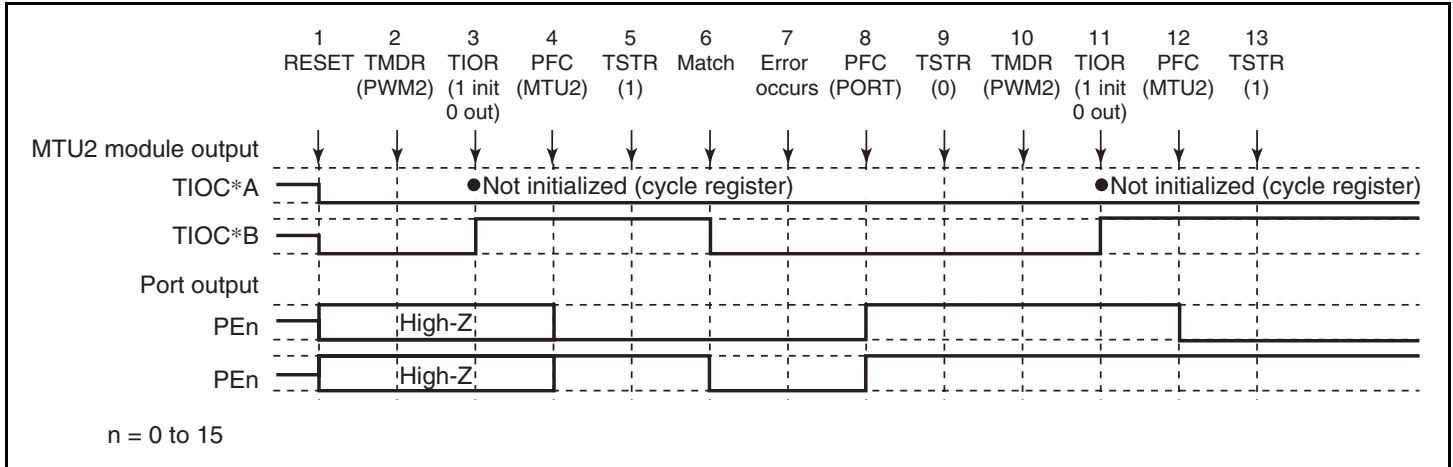 1 2 3 4 5 6 7 8 9 10 11 12 13
RESET TMDR TIOR PFC TSTR Match Error PFC TSTR TMDR TIOR PFC TSTR
(PWM2) (1 init (MTU2) (1) occurs (PORT) (0) (PWM2) (1 init (MTU2) (1)
0 out) 0 out)
MTU2 module output
TIOC*A ●Not initialized (cycle register) ●Not initialized (cycle register)
TIOC*B
Port output
PEn High-Z
PEn High-Z
n = 0 to 15